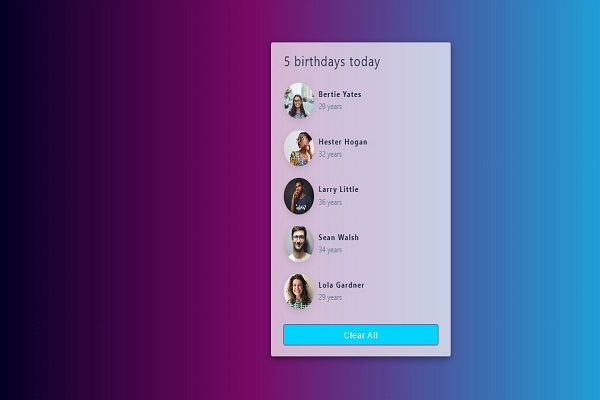 5 birthdays today
Bertie Yates
29 years
Hester Hogan
32 years
Larry Little
36 years
Sean Walsh
34 years
Lola Gardner
29 years
Clear All